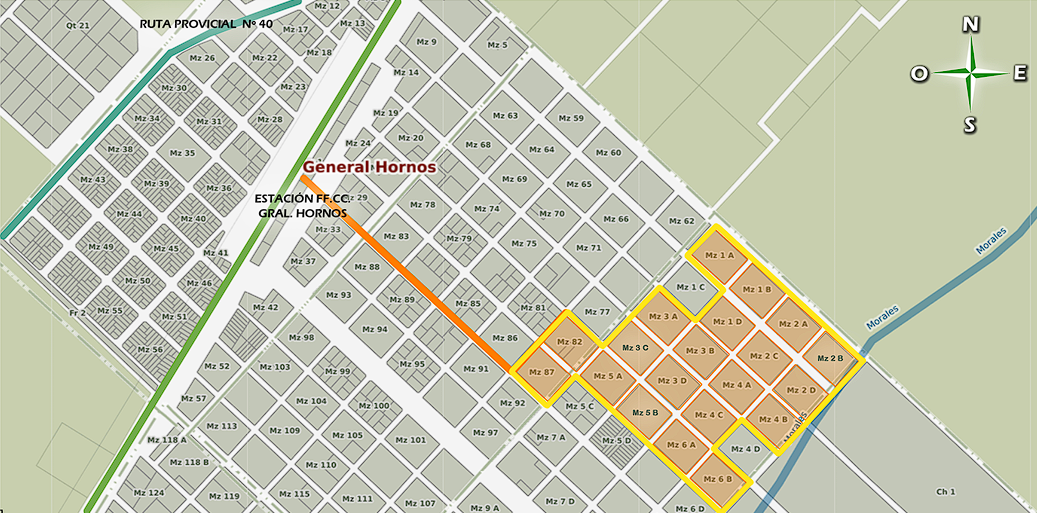 Qt 21
RUTA PROVICIAL Nº 40
Mz 12
Mz 13
Mz 17
Mz 18
Mz 9
Mz 5
N
Mz 26
Mz 22
Mz 14
O
E
Mz 30
Mz 23
S
Mz 34
Mz 31
Mz 28
Mz 19
Mz 63
Mz 59
Mz 38
Mz 35
Mz 24
Mz 20
Mz 68
Mz 64
Mz 60
General Hornos
Mz 43
Mz 39
Mz 36
Mz 69
Mz 65
ESTACIÓN FF.CC.
GRAL. HORNOS
Mz 29
Mz 44
Mz 40
Mz 78
Mz 74
Mz 70
Mz 66
Mz 62
Mz 33
Mz 83
Mz 79
Mz 75
Mz 71
Mz 49
Mz 45
Mz 41
Mz 37
Mz 88
Mz 1 A
Morales
Mz 50
Mz 46
Mz 1 C
Mz 1 B
Mz 42
Mz 93
Mz 89
Mz 85
Mz 81
Mz 77
Fr 2
Mz 55
Mz 51
Mz 3 A
Mz 1 D
Mz 2 A
Morales
Mz 56
Mz 98
Mz 94
Mz 86
Mz 82
Mz 3 C
Mz 3 B
Mz 2 C
Mz 2 B
Mz 52
Mz 103
Mz 99
Mz 95
Mz 91
Mz 87
Mz 5 A
Mz 3 D
Mz 4 A
Mz 2 D
Mz 57
Mz 104
Mz 100
Mz 92
Mz 5 C
Mz 5 B
Mz 4 C
Mz 4 B
Morales
Mz 113
Mz 109
Mz 105
Mz 101
Mz 97
Mz 7 A
Mz 5 D
Mz 6 A
Mz 4 D
Mz 118 A
Mz 118 B
Mz 110
Mz 6 B
Mz 124
Mz 119
Mz 115
Mz 111
Mz 107
Mz 9 A
Mz 7 D
Mz 6 D
Ch 1